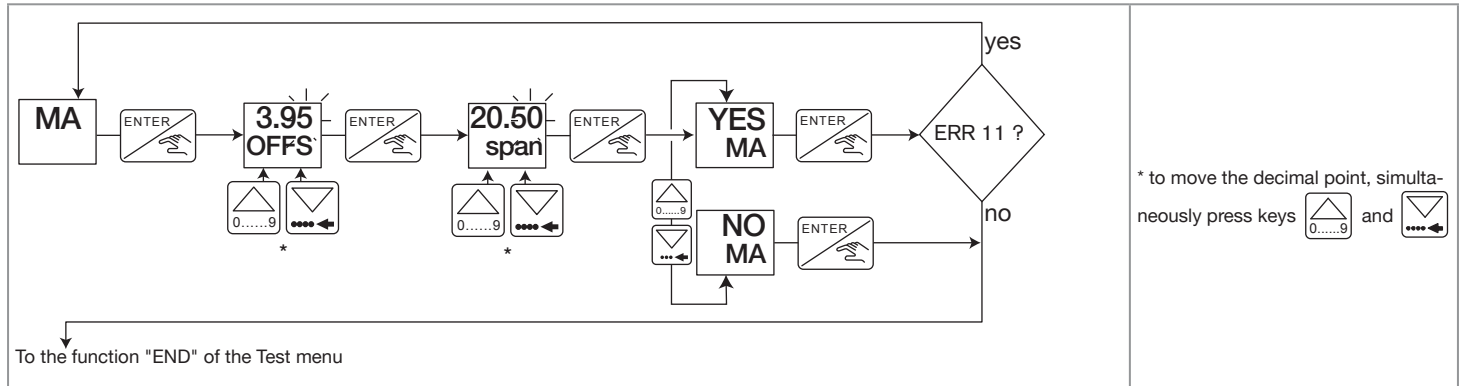 yes
MA
ENTER
3.95
OFFS
ENTER
20.50
span
ENTER
YES
MA
ENTER
ERR 11 ?
0......9
*
0......9
*
0......9
NO
MA
ENTER
no
To the function "END" of the Test menu
* to move the decimal point, simulta-
neously press keys 0......9 and